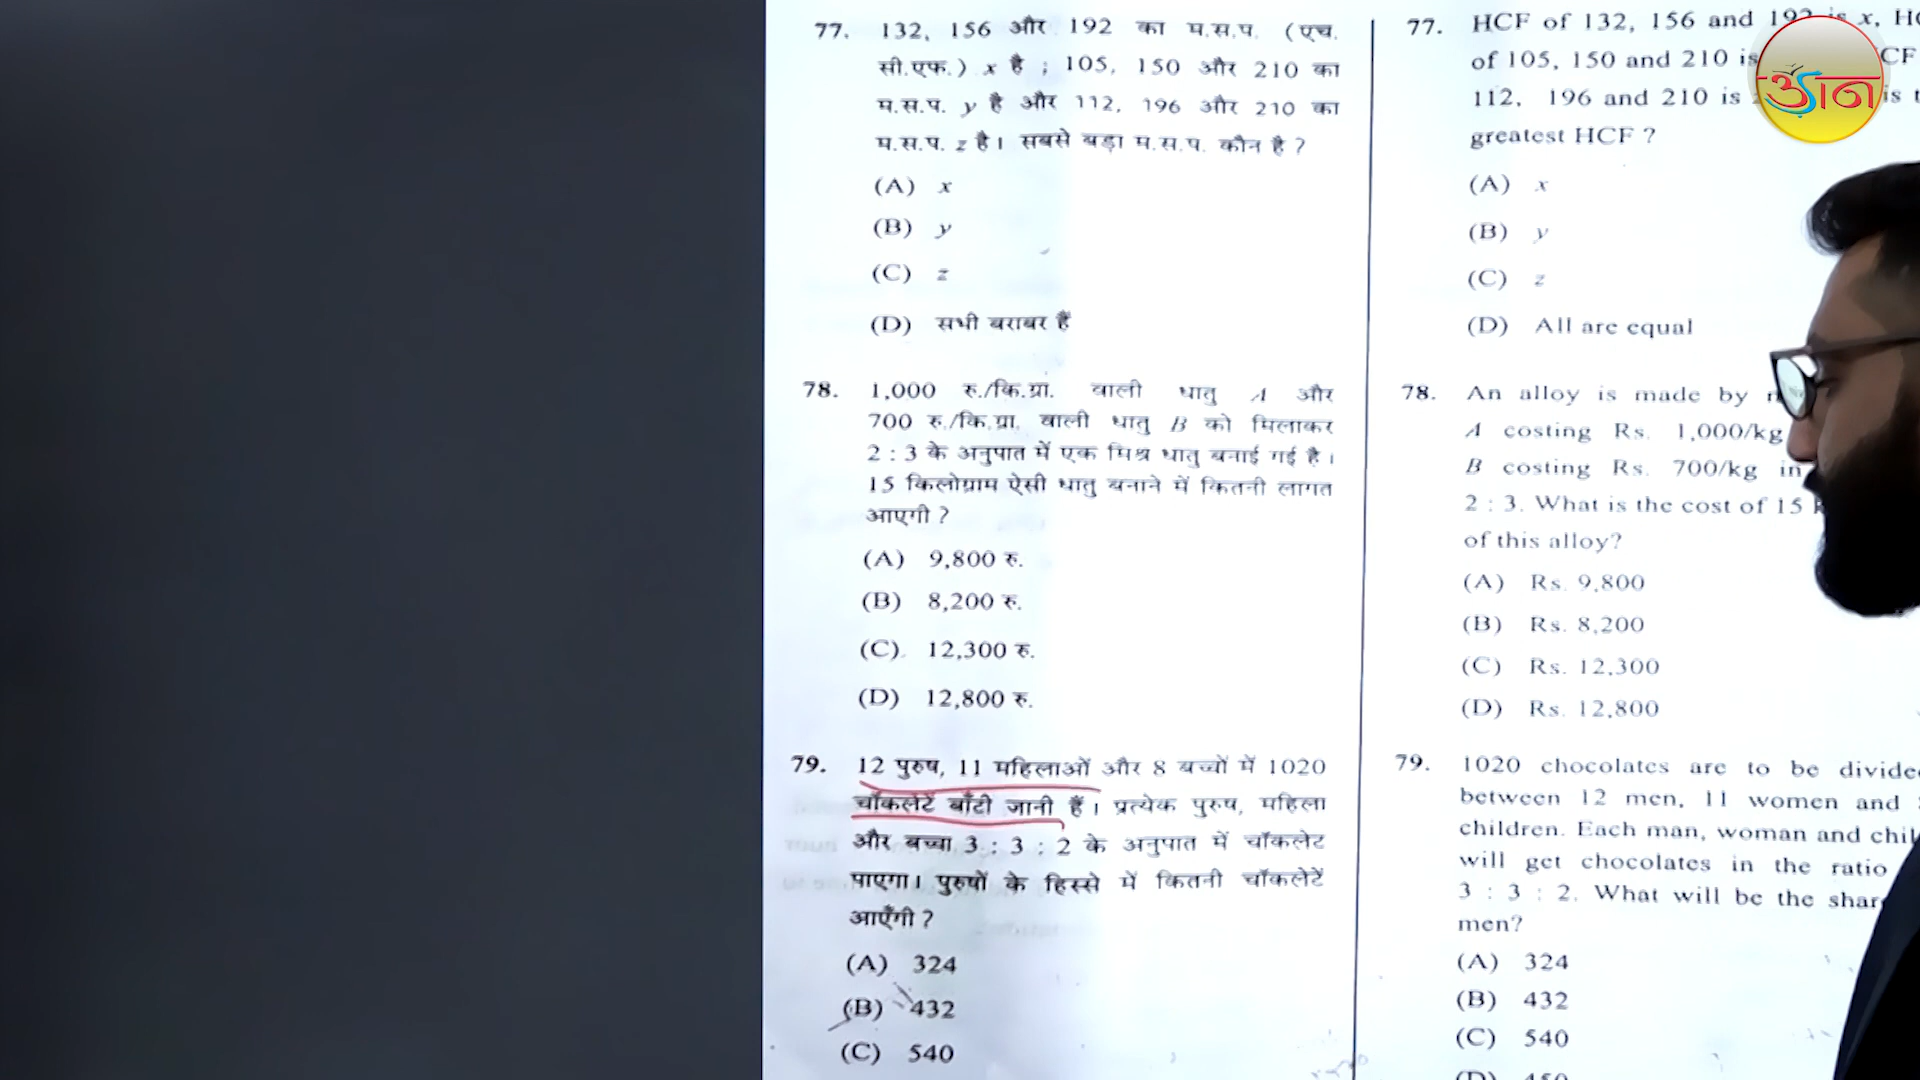 77. 132, 156 और 192 का म.स.प. (एच.
सी.एफ.) x है ; 105, 150 और 210 का
म.स.प. y है और 112, 196 और 210 का
म.स.प. z है। सबसे बड़ा म.स.प. कौन है ?
(A) x
(B) y
(C) z
(D) सभी बराबर हैं
78. 1,000 रु./कि.ग्रा. वाली धातु A और
700 रु./कि.ग्रा. वाली धातु B को मिलाकर
2 : 3 के अनुपात में एक मिश्र धातु बनाई गई है।
15 किलोग्राम ऐसी धातु बनाने में कितनी लागत
आएगी ?
(A) 9,800 रु.
(B) 8,200 रु.
(C) 12,300 रु.
(D) 12,800 रु.
79. 12 पुरुष, 11 महिलाओं और 8 बच्चों में 1020
चॉकलेटें बाँटी जानी हैं। प्रत्येक पुरुष, महिला
और बच्चा 3 : 3 : 2 के अनुपात में चॉकलेट
पाएगा। पुरुषों के हिस्से में कितनी चॉकलेटें
आएँगी ?
(A) 324
(B) 432
(C) 540
77. HCF of 132, 156 and 192 is x,
of 105, 150 and 210 is
112, 196 and 210 is
greatest HCF ?
(A) x
(B) y
(C) z
(D) All are equal
78. An alloy is made by
A costing Rs. 1,000/kg
B costing Rs. 700/kg in
2 : 3. What is the cost of 15
of this alloy?
(A) Rs. 9,800
(B) Rs. 8,200
(C) Rs. 12,300
(D) Rs. 12,800
79. 1020 chocolates are to be
between 12 men, 11 women and
children. Each man, woman and
will get chocolates in the ratio
3 : 3 : 2. What will be the
men?
(A) 324
(B) 432
(C) 540